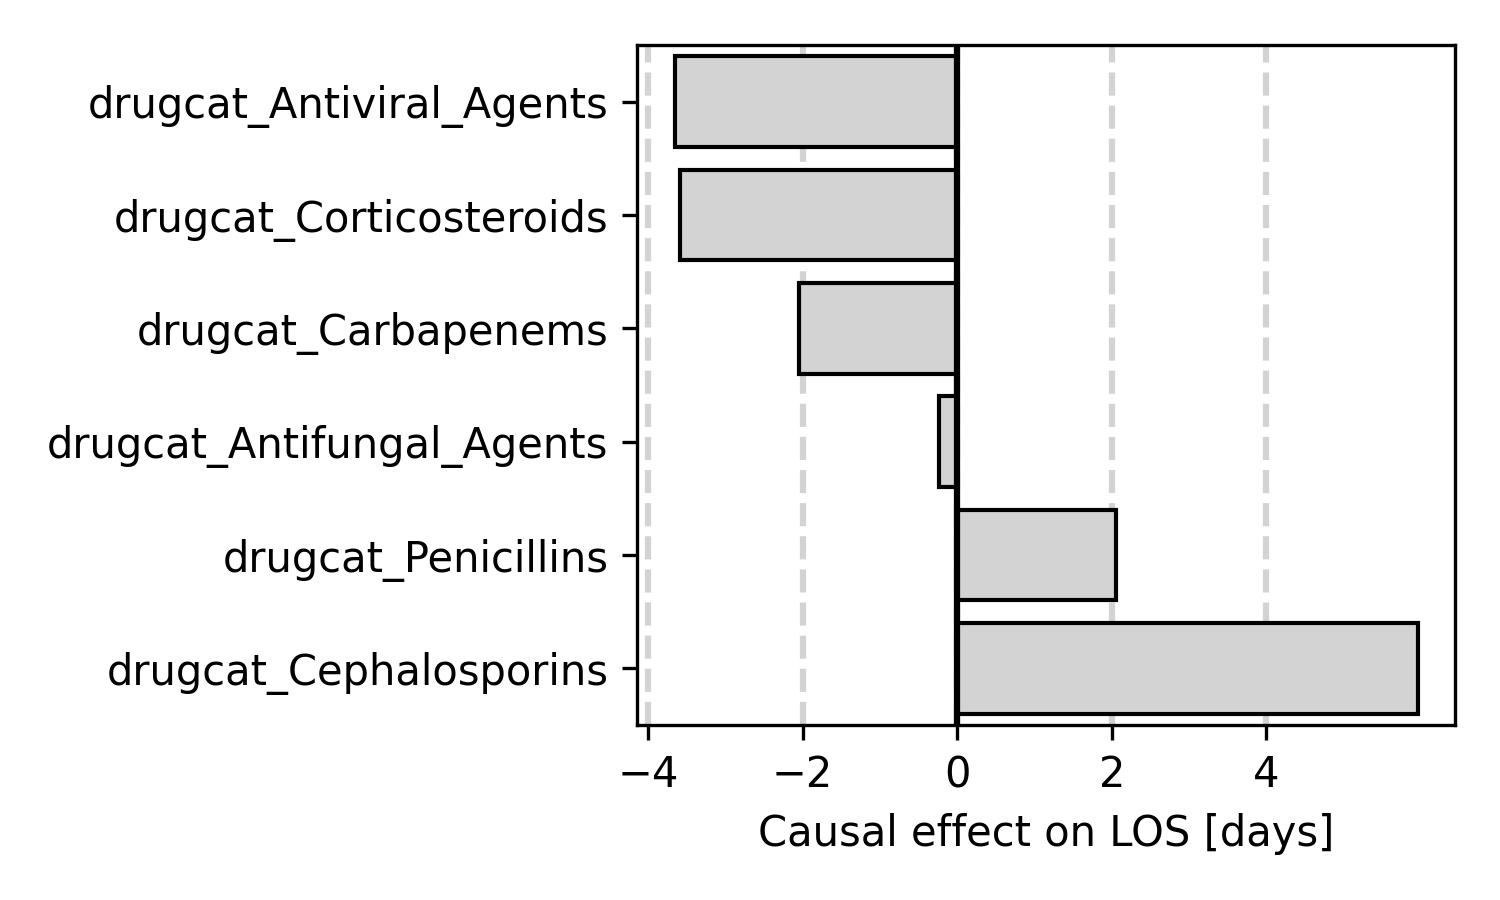 drugcat_Antiviral_Agents
drugcat_Corticosteroids
drugcat_Carbapenems
drugcat_Antifungal_Agents
drugcat_Penicillins
drugcat_Cephalosporins
−4 −2 0 2 4
Causal effect on LOS [days]